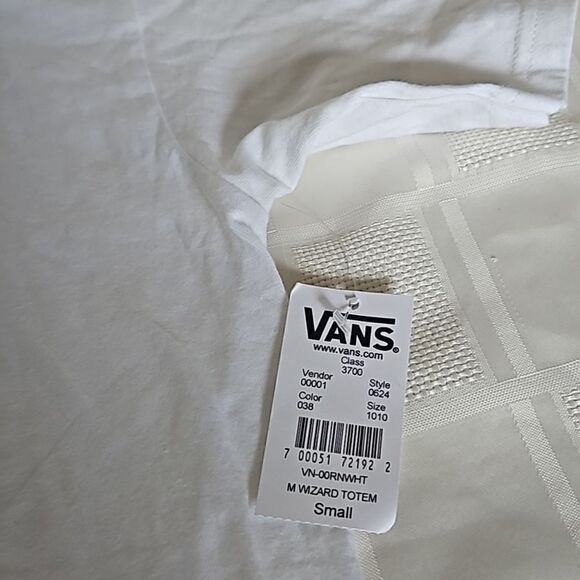 VANS®
www.vans.com
Class
3700
Vendor Style
00001 0624
Color Size
038 1010
7 00051 72192 2
VN-00RNWHT
M WIZARD TOTEM
Small